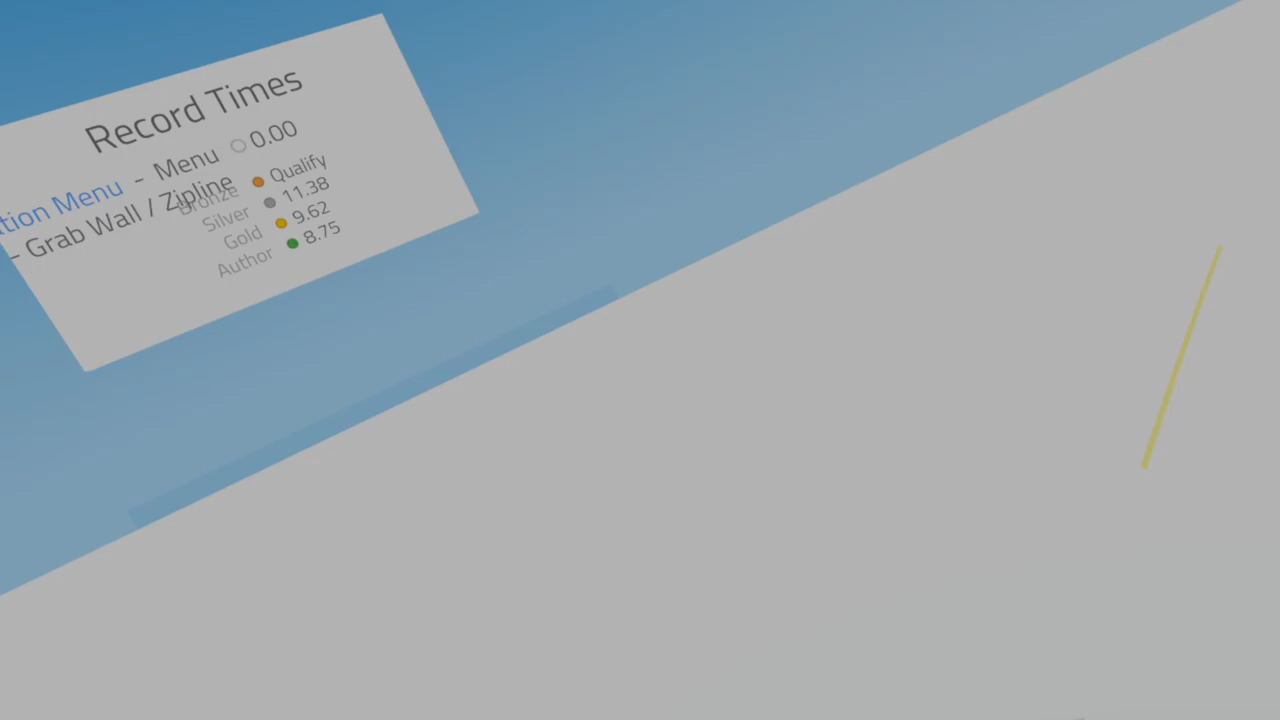 Record Times
tion Menu - Menu 0.00
- Grab Wall / Zipline
Bronze Qualify
Silver 11.38
Gold 9.62
Author 8.75